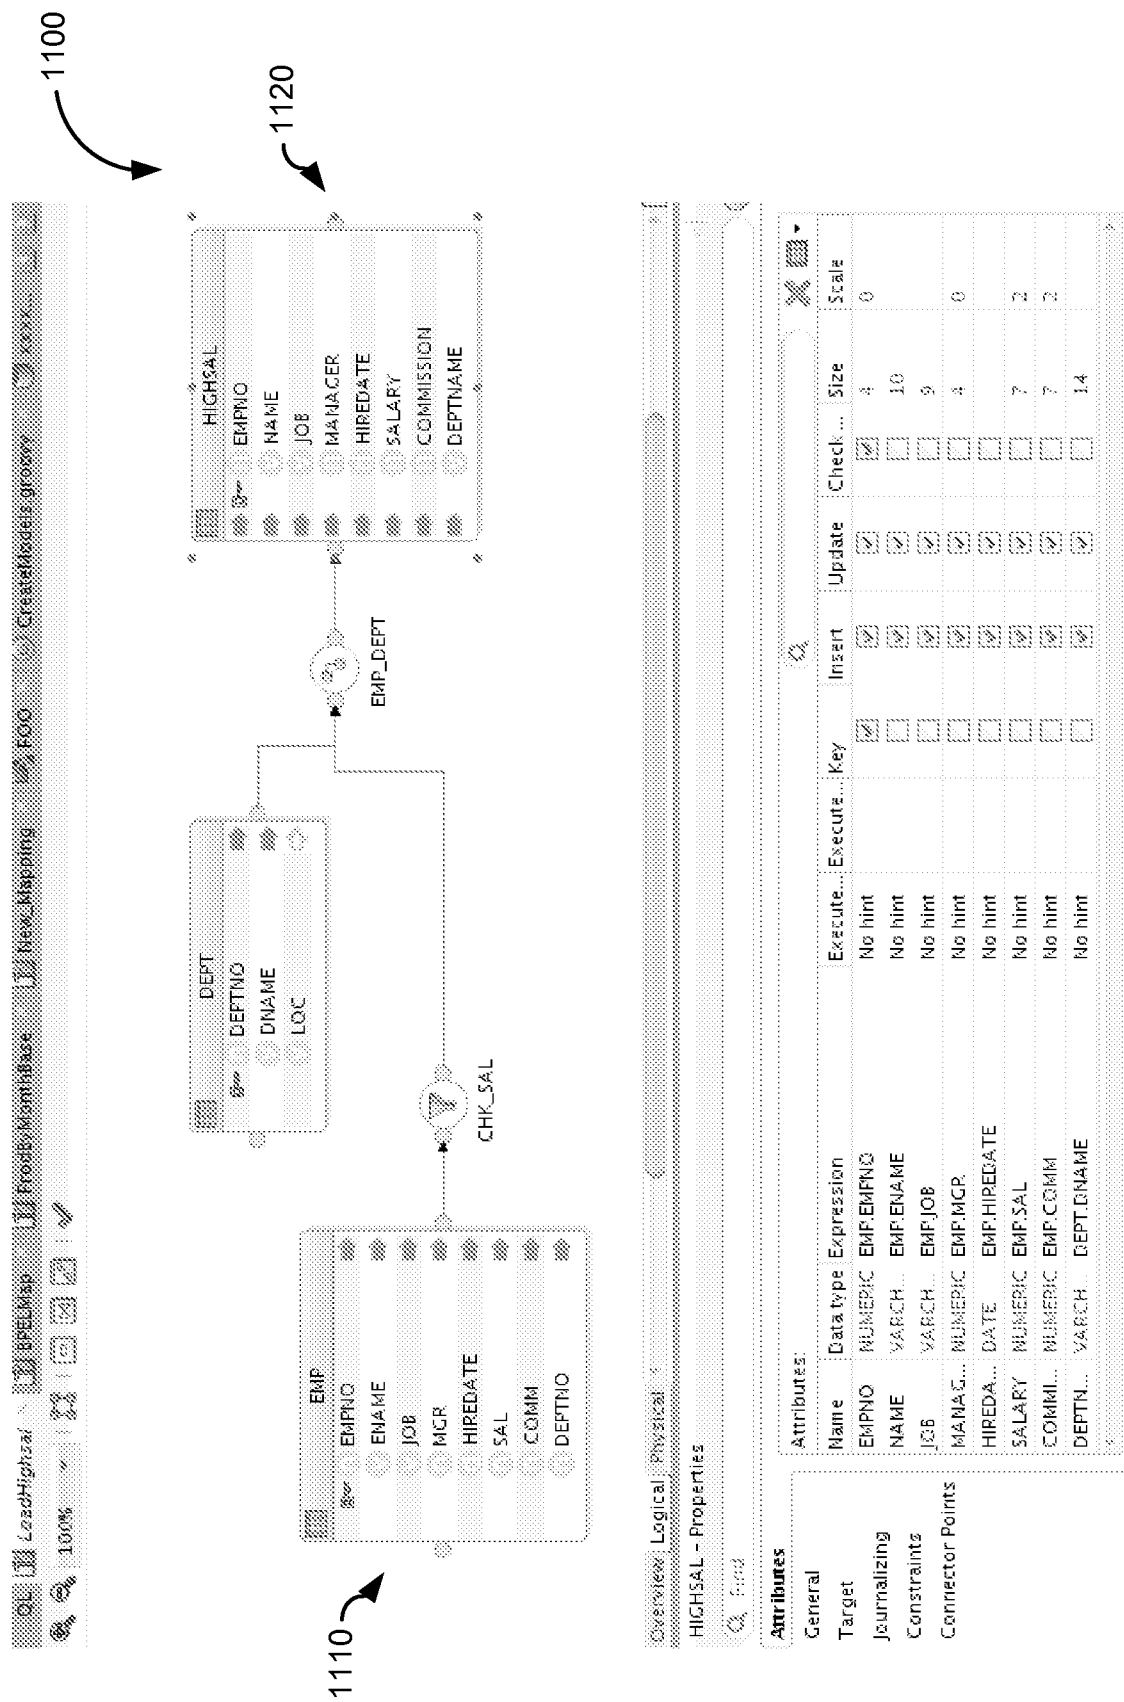 1100
1120
1110
QL LoadHighsal BPELMap ProdByMonthBase New_Mapping FOO CreateModels.groovy
100%
EMP
EMPNO
ENAME
JOB
MGR
HIREDATE
SAL
COMM
DEPTNO
DEPT
DEPTNO
DNAME
LOC
CHK_SAL
EMP_DEPT
HIGHSAL
EMPNO
NAME
JOB
MANAGER
HIREDATE
SALARY
COMMISSION
DEPTNAME
Overview Logical Physical
HIGHSAL - Properties
Find
Attributes
General
Target
Journalizing
Constraints
Connector Points
Attributes:
Name Data type Expression Execute... Execute... Key Insert Update Check ... Size Scale
EMPNO NUMERIC EMP.EMPNO No hint 4 0
NAME VARCH... EMP.ENAME No hint 10
JOB VARCH... EMP.JOB No hint 9
MANAG... NUMERIC EMP.MGR No hint 4 0
HIREDA... DATE EMP.HIREDATE No hint
SALARY NUMERIC EMP.SAL No hint 7 2
COMMI... NUMERIC EMP.COMM No hint 7 2
DEPTN... VARCH... DEPT.DNAME No hint 14